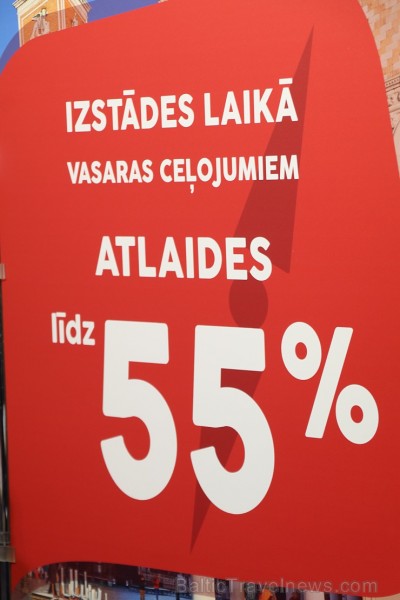 IZSTĀDES LAIKĀ
VASARAS CEĻOJUMIEM
ATLAIDES
līdz 55%
BalticTravelnews.com